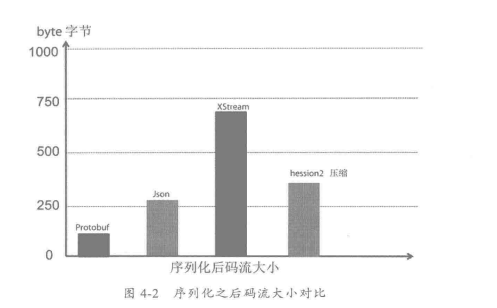 byte 字节
1000
750
500
250
0
XStream
hession2 压缩
Json
Protobuf
序列化后码流大小
图 4-2 序列化之后码流大小对比